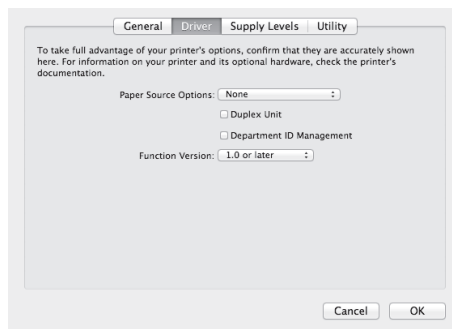 General Driver Supply Levels Utility
To take full advantage of your printer's options, confirm that they are accurately shown
here. For information on your printer and its optional hardware, check the printer's
documentation.
Paper Source Options: None
Duplex Unit
Department ID Management
Function Version: 1.0 or later
Cancel OK